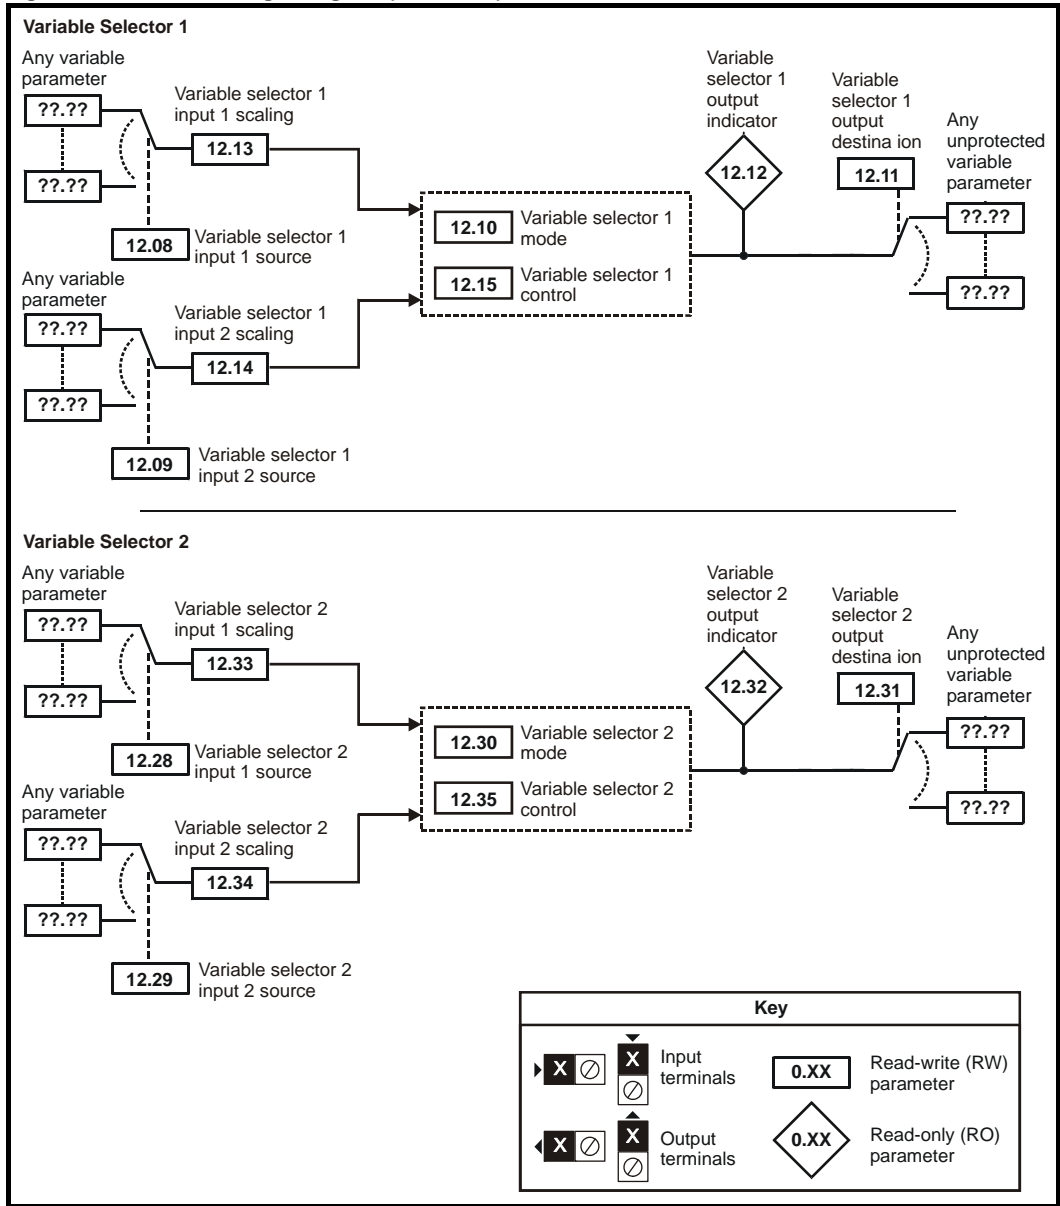 Variable Selector 1
Any variable
parameter
??.??
??.??
Variable selector 1
input 1 scaling
12.13
12.08
Variable selector 1
input 1 source
Any variable
parameter
??.??
??.??
Variable selector 1
input 2 scaling
12.14
12.09
Variable selector 1
input 2 source
12.10
Variable selector 1
mode
12.15
Variable selector 1
control
Variable
selector 1
output
indicator
12.12
Variable
selector 1
output
destina ion
12.11
Any
unprotected
variable
parameter
??.??
??.??
Variable Selector 2
Any variable
parameter
??.??
??.??
Variable selector 2
input 1 scaling
12.33
12.28
Variable selector 2
input 1 source
Any variable
parameter
??.??
??.??
Variable selector 2
input 2 scaling
12.34
12.29
Variable selector 2
input 2 source
12.30
Variable selector 2
mode
12.35
Variable selector 2
control
Variable
selector 2
output
indicator
12.32
Variable
selector 2
output
destina ion
12.31
Any
unprotected
variable
parameter
??.??
??.??
Key
X
X
Input
terminals
0.XX
Read-write (RW)
parameter
X
X
Output
terminals
0.XX
Read-only (RO)
parameter